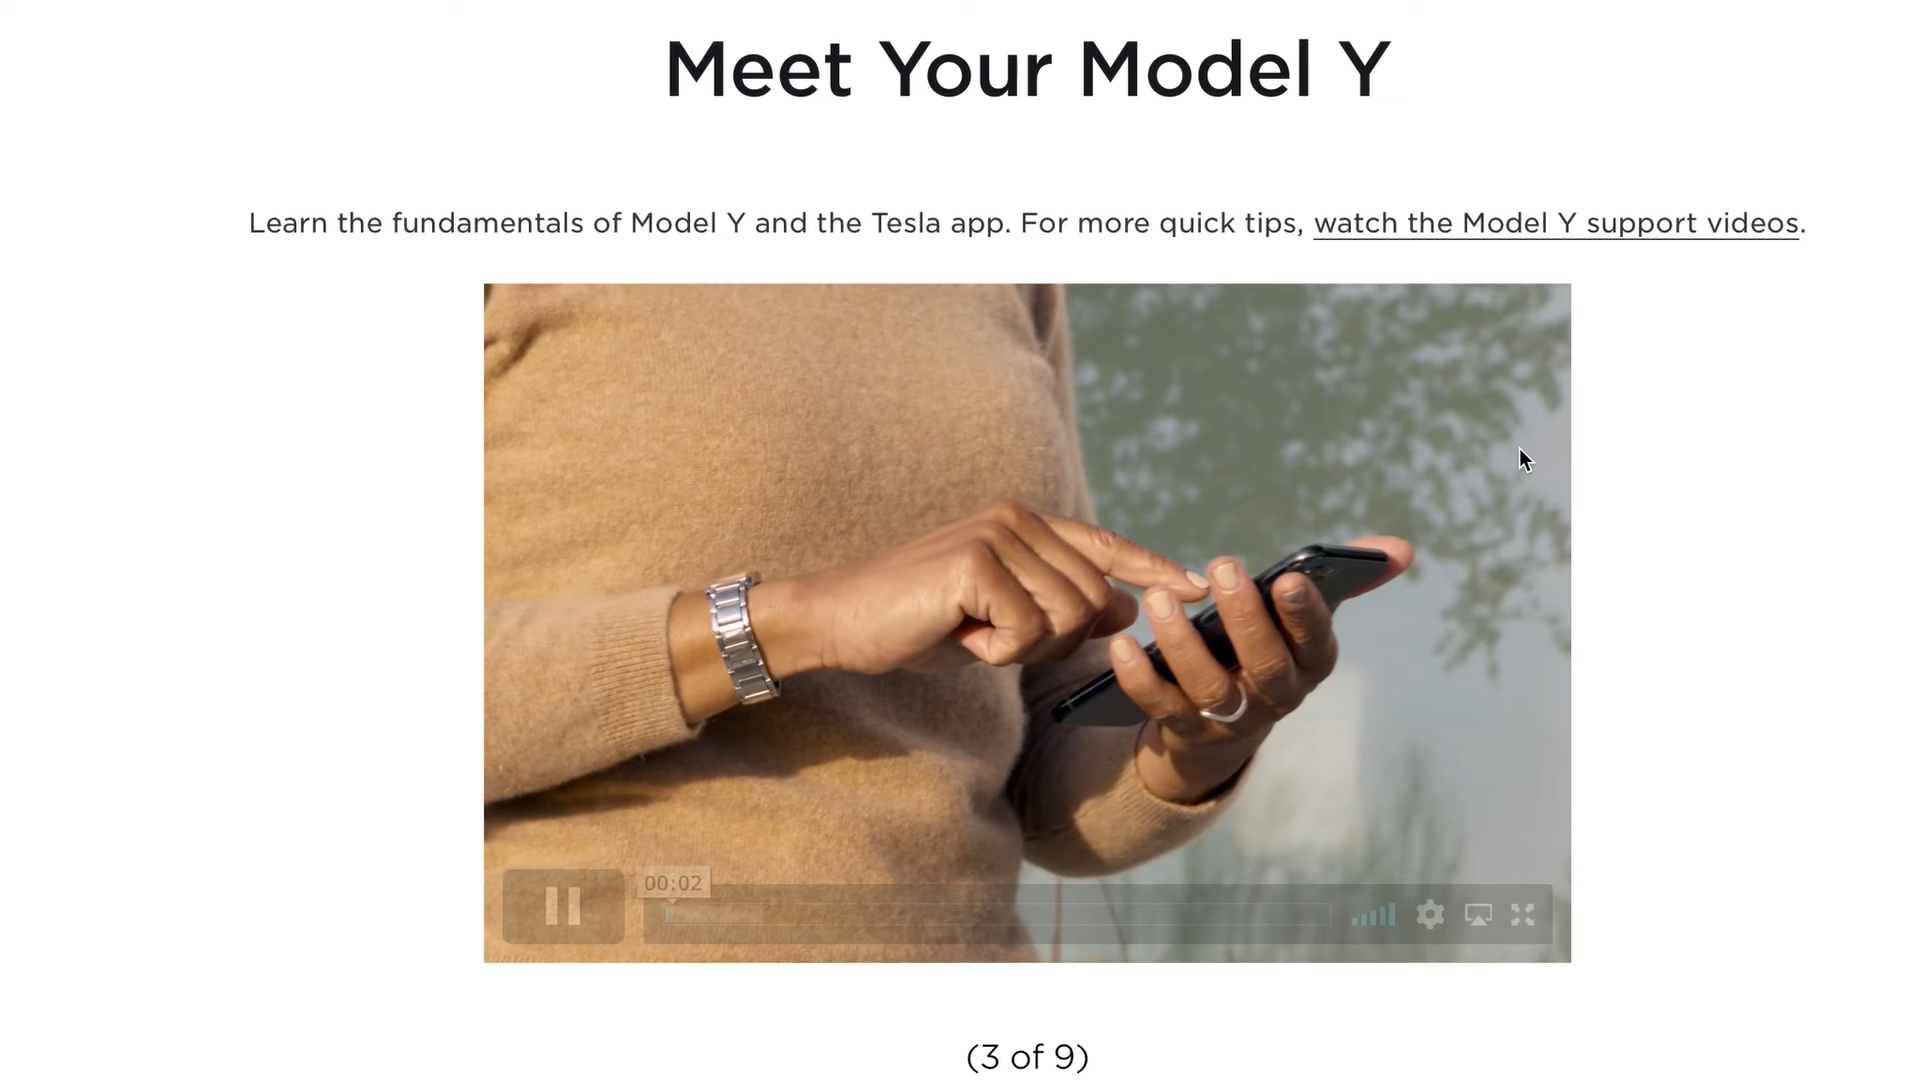 Meet Your Model Y
Learn the fundamentals of Model Y and the Tesla app. For more quick tips, watch the Model Y support videos.
00:02
(3 of 9)